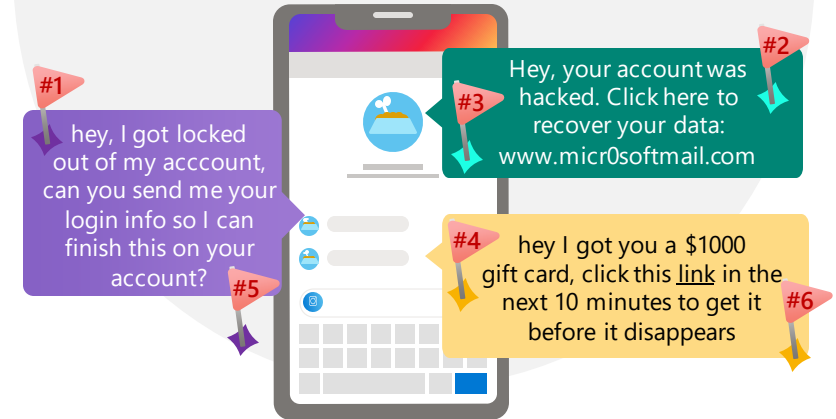 #1
hey, I got locked
out of my acccount,
can you send me your
login info so I can
finish this on your
account?
#5
#2
#3
Hey, your account was
hacked. Click here to
recover your data:
www.micr0softmail.com
#4
hey I got you a $1000
gift card, click this link in the
next 10 minutes to get it
before it disappears
#6